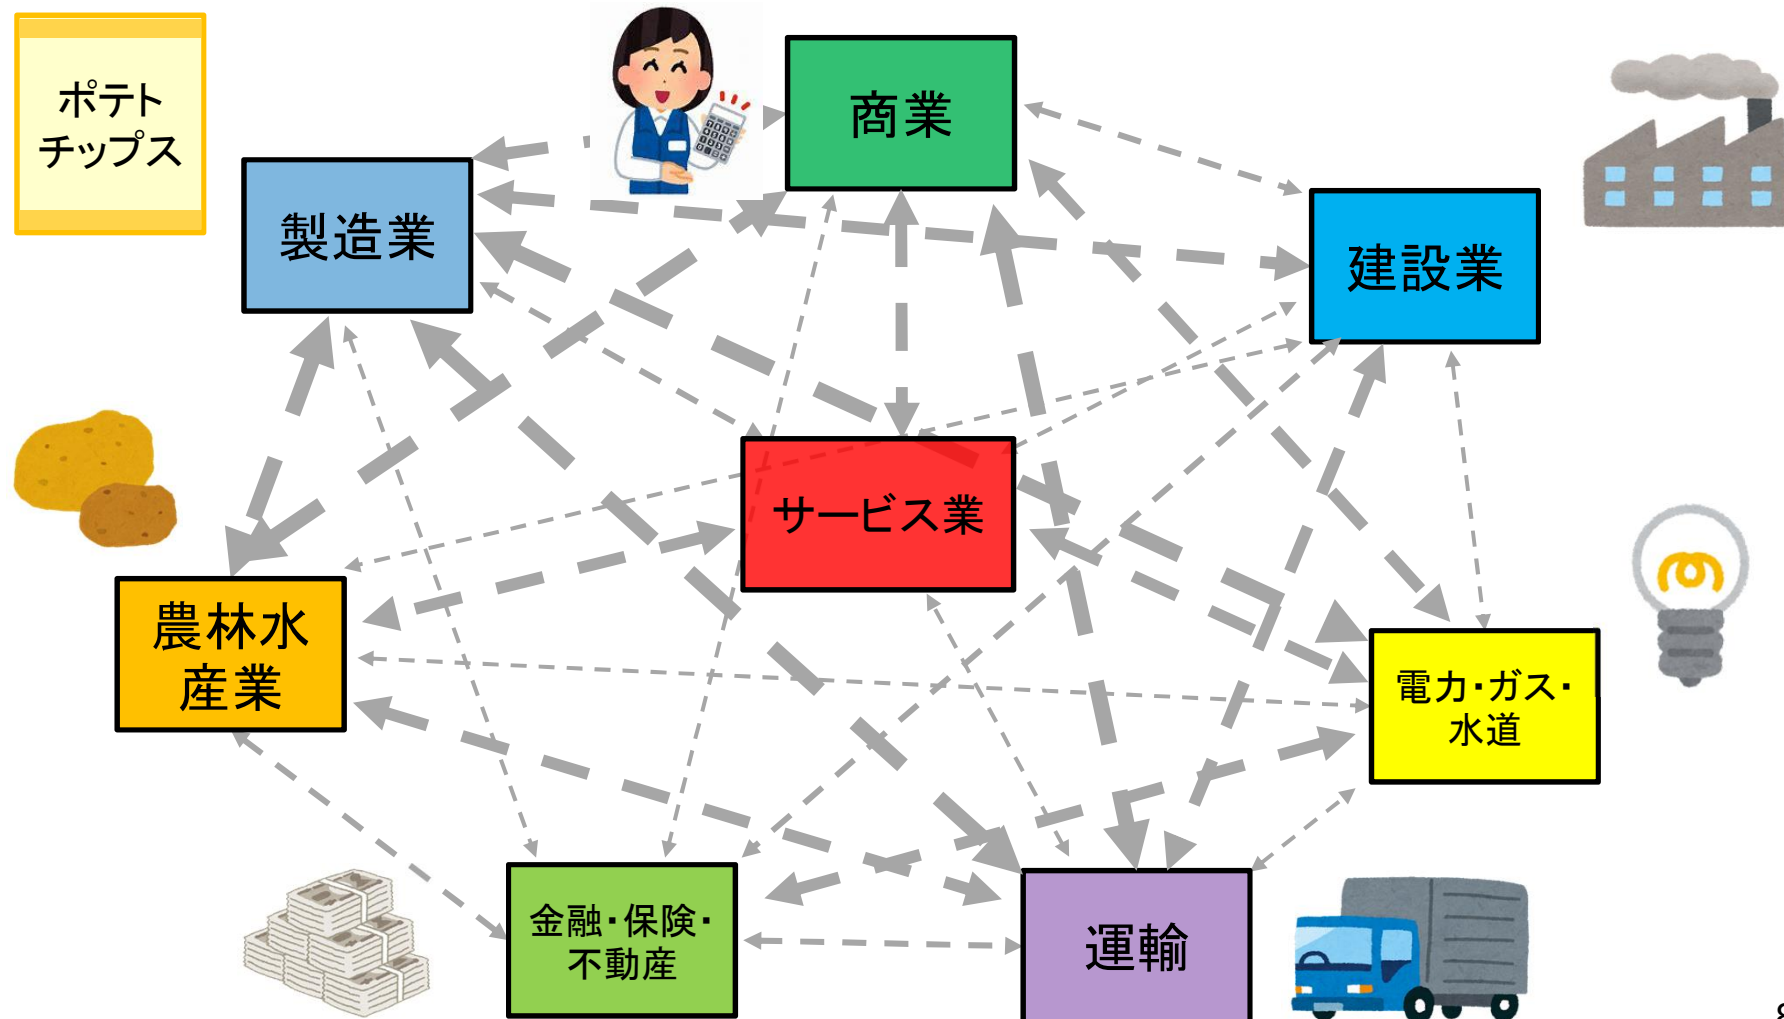 ポテト
チップス
商業
製造業
建設業
サービス業
農林水
産業
電力・ガス・
水道
金融・保険・
不動産
運輸